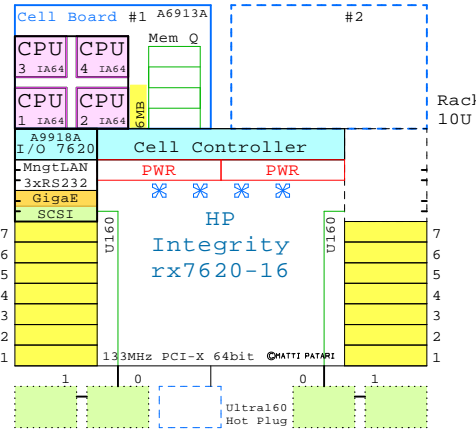 Cell Board #1 A6913A
#2
Mem Q
CPU CPU
3 IA64 4 IA64
CPU CPU
1 IA64 2 IA64
6MB
Rack
10U
A9918A
I/O 7620
Cell Controller
MngtLAN
3xRS232
GigaE
SCSI
PWR PWR
U160
U160
HP
Integrity
rx7620-16
7 7
6 6
5 5
4 4
3 3
2 2
1 1
133MHz PCI-X 64bit ©MATTI PATARI
1 0 0 1
Ultra160
Hot Plug